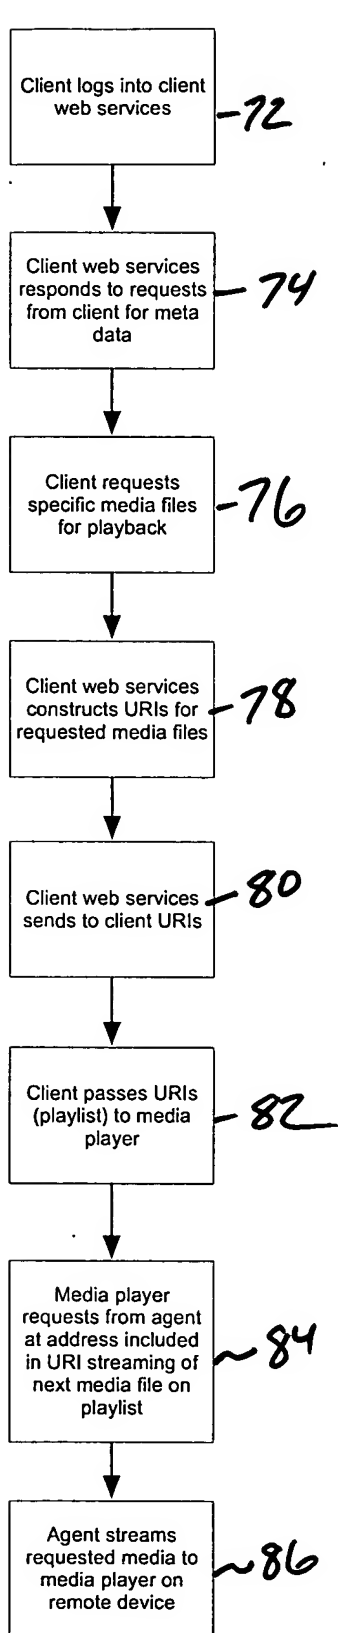 Client logs into client
web services
72
Client web services
responds to requests
from client for meta
data
74
Client requests
specific media files
for playback
76
Client web services
constructs URIs for
requested media files
78
Client web services
sends to client URIs
80
Client passes URIs
(playlist) to media
player
82
Media player
requests from agent
at address included
in URI streaming of
next media file on
playlist
84
Agent streams
requested media to
media player on
remote device
86